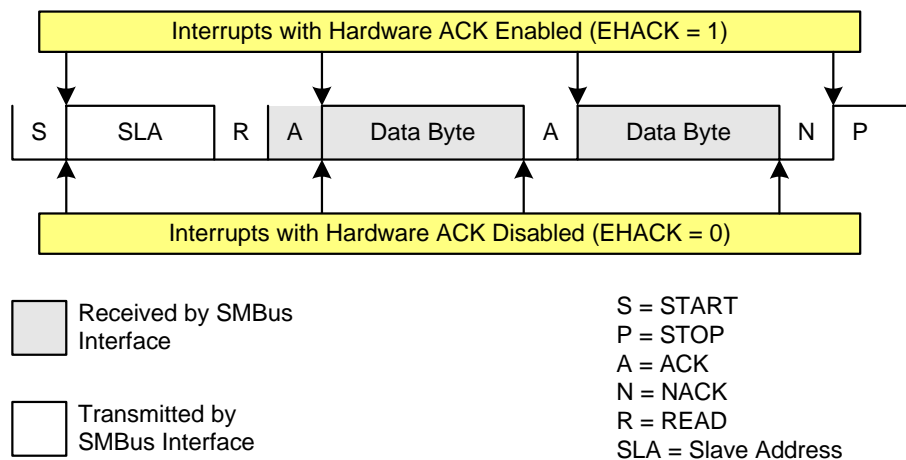 Interrupts with Hardware ACK Enabled (EHACK = 1)
S SLA R A Data Byte A Data Byte N P
Interrupts with Hardware ACK Disabled (EHACK = 0)
Received by SMBus
Interface
Transmitted by
SMBus Interface
S = START
P = STOP
A = ACK
N = NACK
R = READ
SLA = Slave Address